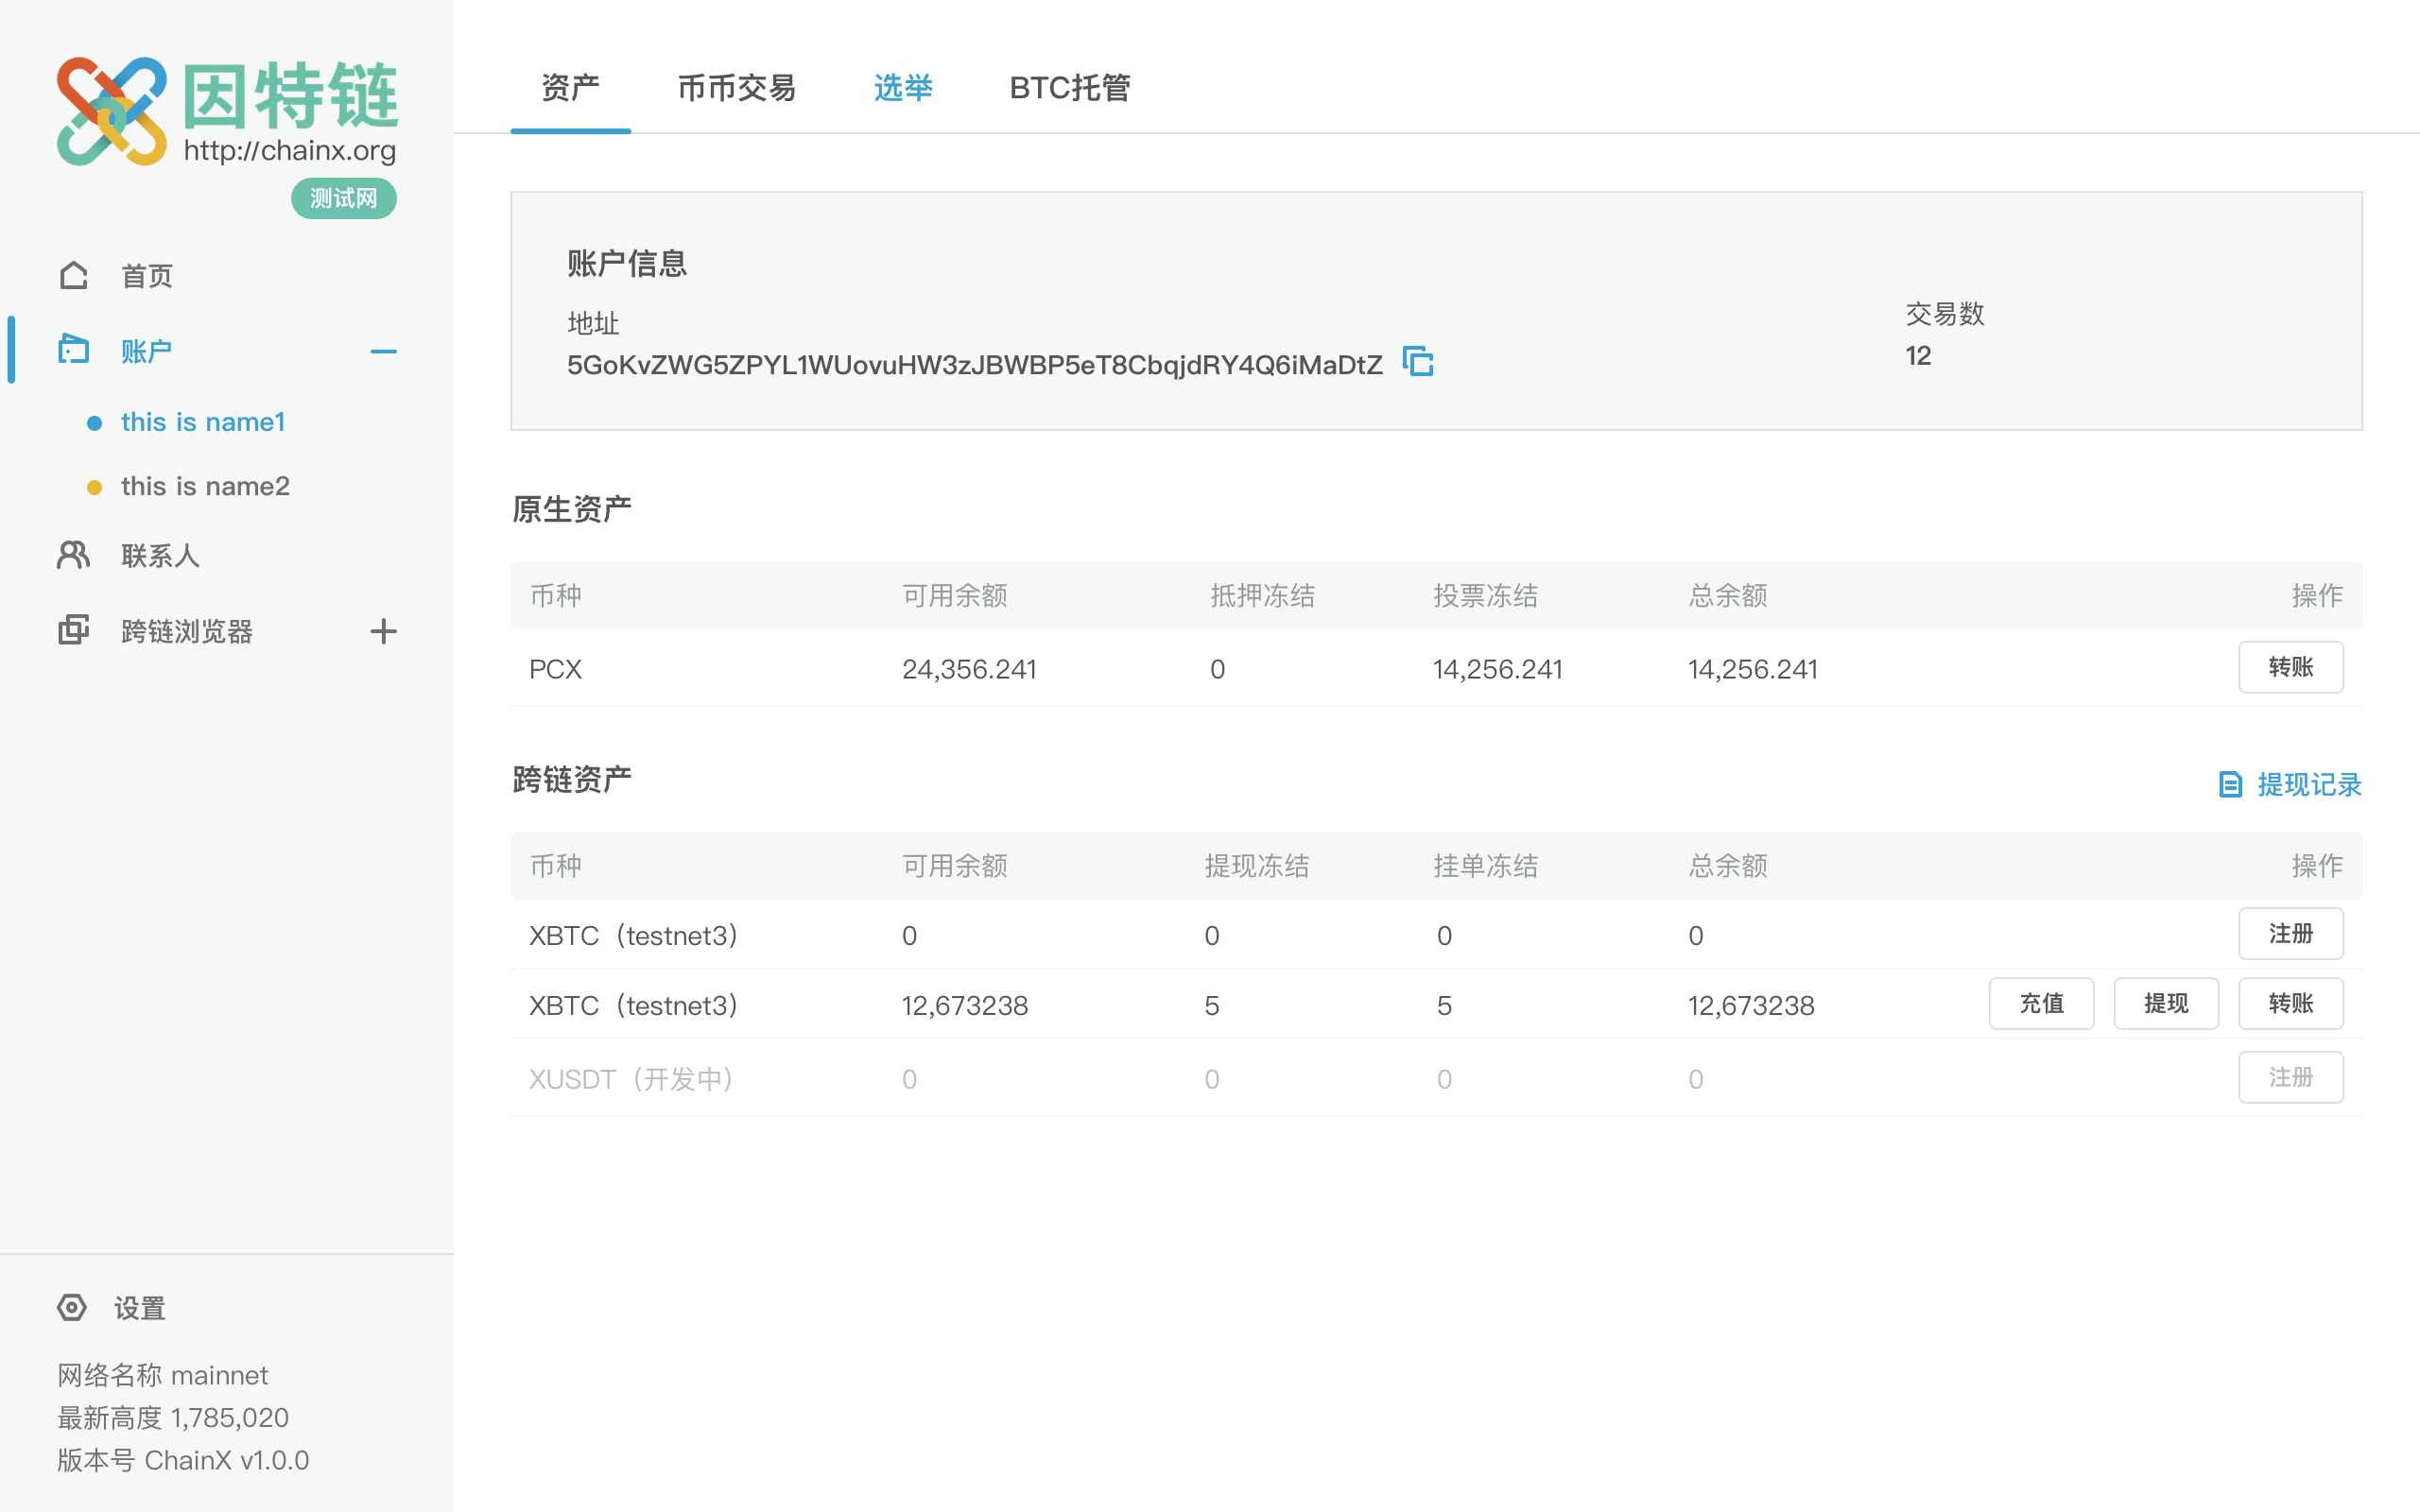 因特链
http://chainx.org
测试网
首页
账户
this is name1
this is name2
联系人
跨链浏览器
设置
网络名称 mainnet
最新高度 1,785,020
版本号 ChainX v1.0.0
资产 币币交易 选举 BTC托管
账户信息
地址
5GoKvZWG5ZPYL1WUovuHW3zJBWBP5eT8CbqjdRY4Q6iMaDtZ
交易数
12
原生资产
币种 可用余额 抵押冻结 投票冻结 总余额 操作
PCX 24,356.241 0 14,256.241 14,256.241 转账
跨链资产 提现记录
币种 可用余额 提现冻结 挂单冻结 总余额 操作
XBTC（testnet3） 0 0 0 0 注册
XBTC（testnet3） 12,673238 5 5 12,673238 充值 提现 转账
XUSDT（开发中） 0 0 0 0 注册